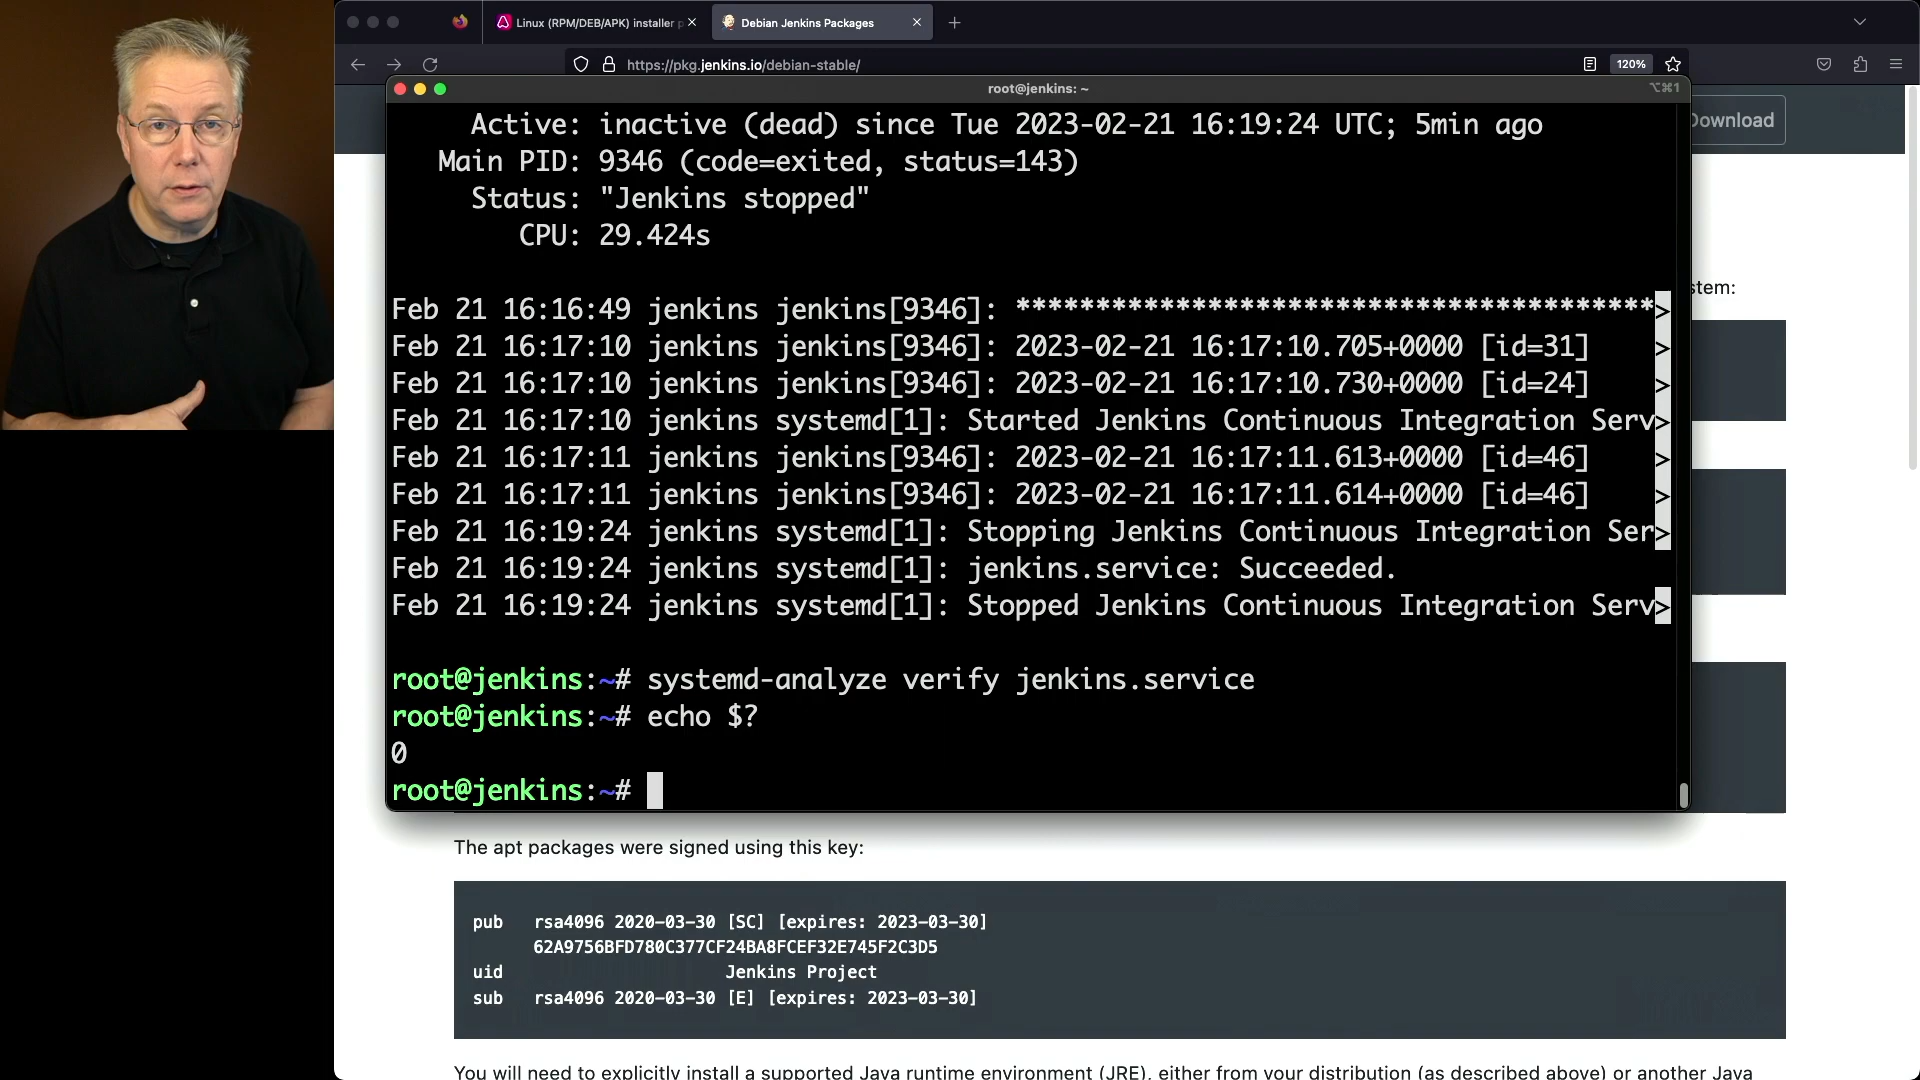 Linux (RPM/DEB/APK) installer p
Debian Jenkins Packages
https://pkg.jenkins.io/debian-stable/
120%
root@jenkins: ~
⌥⌘1
Download
Active: inactive (dead) since Tue 2023-02-21 16:19:24 UTC; 5min ago
Main PID: 9346 (code=exited, status=143)
Status: "Jenkins stopped"
CPU: 29.424s
Feb 21 16:16:49 jenkins jenkins[9346]: ****************************************>
Feb 21 16:17:10 jenkins jenkins[9346]: 2023-02-21 16:17:10.705+0000 [id=31]    >
Feb 21 16:17:10 jenkins jenkins[9346]: 2023-02-21 16:17:10.730+0000 [id=24]    >
Feb 21 16:17:10 jenkins systemd[1]: Started Jenkins Continuous Integration Serv>
Feb 21 16:17:11 jenkins jenkins[9346]: 2023-02-21 16:17:11.613+0000 [id=46]    >
Feb 21 16:17:11 jenkins jenkins[9346]: 2023-02-21 16:17:11.614+0000 [id=46]    >
Feb 21 16:19:24 jenkins systemd[1]: Stopping Jenkins Continuous Integration Ser>
Feb 21 16:19:24 jenkins systemd[1]: jenkins.service: Succeeded.
Feb 21 16:19:24 jenkins systemd[1]: Stopped Jenkins Continuous Integration Serv>
stem:
root@jenkins:~# systemd-analyze verify jenkins.service
root@jenkins:~# echo $?
0
root@jenkins:~#
The apt packages were signed using this key:
pub   rsa4096 2020-03-30 [SC] [expires: 2023-03-30]
62A9756BFD780C377CF24BA8FCEF32E745F2C3D5
uid                      Jenkins Project
sub   rsa4096 2020-03-30 [E] [expires: 2023-03-30]
You will need to explicitly install a supported Java runtime environment (JRE), either from your distribution (as described above) or another Java